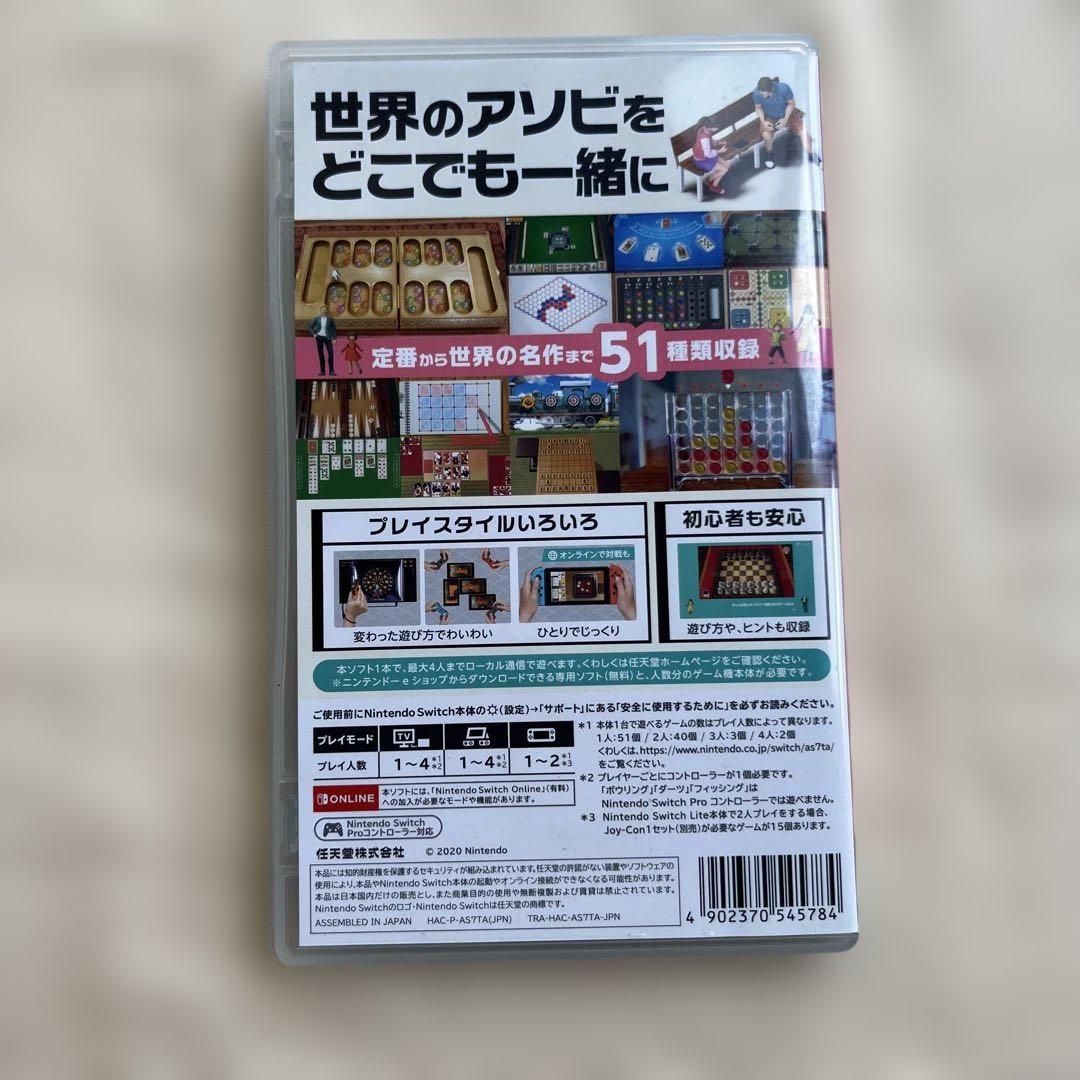 世界のアソビを
どこでも一緒に
定番から世界の名作まで51種類収録
プレイスタイルいろいろ
オンラインで対戦も
変わった遊び方でわいわい
ひとりでじっくり
初心者も安心
遊び方や、ヒントも収録
本ソフト1本で、最大4人までローカル通信で遊べます。くわしくは任天堂ホームページをご確認ください。
※ニンテンドーeショップからダウンロードできる専用ソフト(無料)と、人数分のゲーム機本体が必要です。
ご使用前にNintendo Switch本体の(設定)→「サポート」にある「安全に使用するために」を必ずお読みください。
プレイモード TV
プレイ人数 1～4*1*2 1～4*1*2 1～2*1*3
ONLINE
本ソフトには、「Nintendo Switch Online」(有料)
への加入が必要なモードや機能があります。
Nintendo Switch
Proコントローラー対応
*1 本体1台で遊べるゲームの数はプレイ人数によって異なります。
1人:51個 / 2人:40個 / 3人:3個 / 4人:2個
くわしくは、https://www.nintendo.co.jp/switch/as7ta/
をご覧ください。
*2 プレイヤーごとにコントローラーが1個必要です。
「ボウリング」「ダーツ」「フィッシング」は
Nintendo Switch Pro コントローラーでは遊べません。
*3 Nintendo Switch Lite本体で2人プレイをする場合、
Joy-Con1セット(別売)が必要なゲームが15個あります。
任天堂株式会社 © 2020 Nintendo
本品には知的財産権を保護するセキュリティが組み込まれています。任天堂の許諾がない装置やソフトウェアの
使用により、本品やNintendo Switch本体の起動やオンライン接続ができなくなる可能性があります。
本品は日本国内だけの販売とし、また商業目的の使用や無断複製および賃貸は禁止されています。
Nintendo Switchのロゴ・Nintendo Switchは任天堂の商標です。
ASSEMBLED IN JAPAN HAC-P-AS7TA(JPN) TRA-HAC-AS7TA-JPN
4 902370 545784